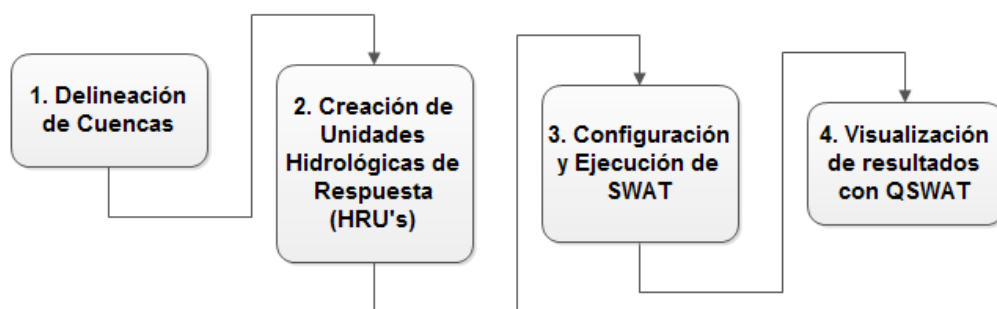 1. Delineación
de Cuencas
2. Creación de
Unidades
Hidrológicas de
Respuesta
(HRU's)
3. Configuración
y Ejecución de
SWAT
4. Visualización
de resultados
con QSWAT